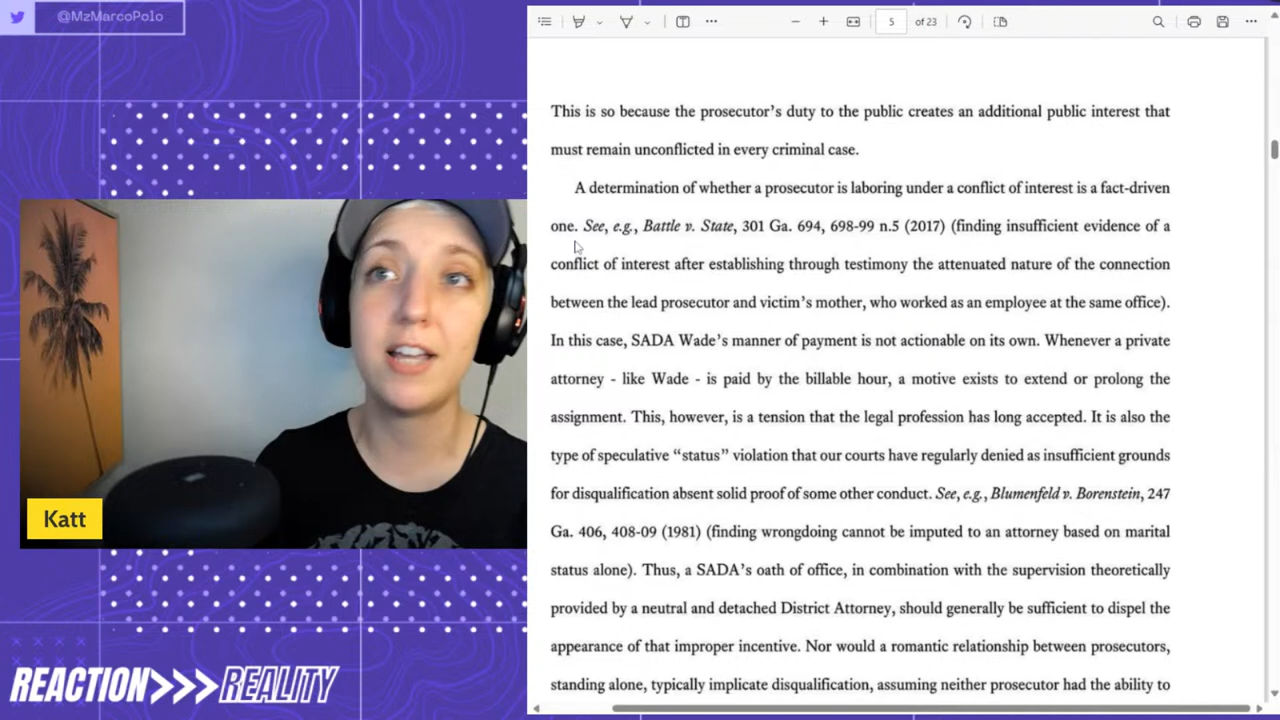 @MzMarcoPolo
5 of 23
This is so because the prosecutor’s duty to the public creates an additional public interest that
must remain unconflicted in every criminal case.
A determination of whether a prosecutor is laboring under a conflict of interest is a fact-driven
one. See, e.g., Battle v. State, 301 Ga. 694, 698-99 n.5 (2017) (finding insufficient evidence of a
conflict of interest after establishing through testimony the attenuated nature of the connection
between the lead prosecutor and victim’s mother, who worked as an employee at the same office).
In this case, SADA Wade’s manner of payment is not actionable on its own. Whenever a private
attorney - like Wade - is paid by the billable hour, a motive exists to extend or prolong the
assignment. This, however, is a tension that the legal profession has long accepted. It is also the
type of speculative “status” violation that our courts have regularly denied as insufficient grounds
for disqualification absent solid proof of some other conduct. See, e.g., Blumenfeld v. Borenstein, 247
Ga. 406, 408-09 (1981) (finding wrongdoing cannot be imputed to an attorney based on marital
status alone). Thus, a SADA’s oath of office, in combination with the supervision theoretically
provided by a neutral and detached District Attorney, should generally be sufficient to dispel the
appearance of that improper incentive. Nor would a romantic relationship between prosecutors,
standing alone, typically implicate disqualification, assuming neither prosecutor had the ability to
Katt
REACTION>>>REALITY